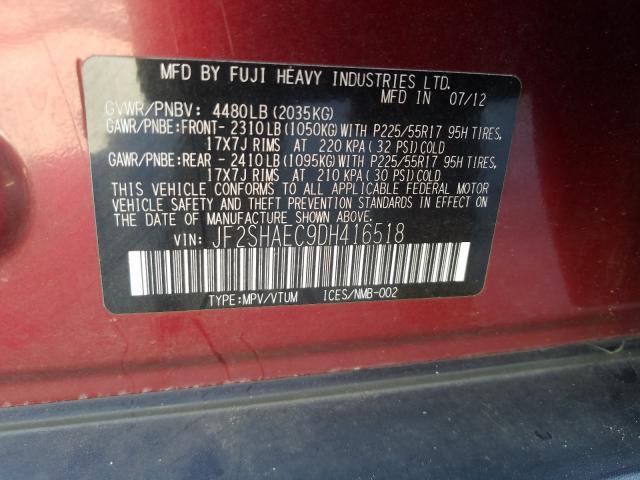 MFD BY FUJI HEAVY INDUSTRIES LTD.
MFD IN 07/12
GVWR/PNBV: 4480LB (2035KG)
GAWR/PNBE:FRONT- 2310LB (1050KG) WITH P225/55R17 95H TIRES,
17X7J RIMS AT 220 KPA ( 32 PSI) COLD
GAWR/PNBE:REAR - 2410LB (1095KG) WITH P225/55R17 95H TIRES,
17X7J RIMS AT 210 KPA ( 30 PSI) COLD
THIS VEHICLE CONFORMS TO ALL APPLICABLE FEDERAL MOTOR
VEHICLE SAFETY AND THEFT PREVENTION STANDARDS IN EFFECT ON
THE DATE OF MANUFACTURE SHOWN ABOVE.
VIN: JF2SHAEC9DH416518
TYPE:MPV/VTUM ICES/NMB-002